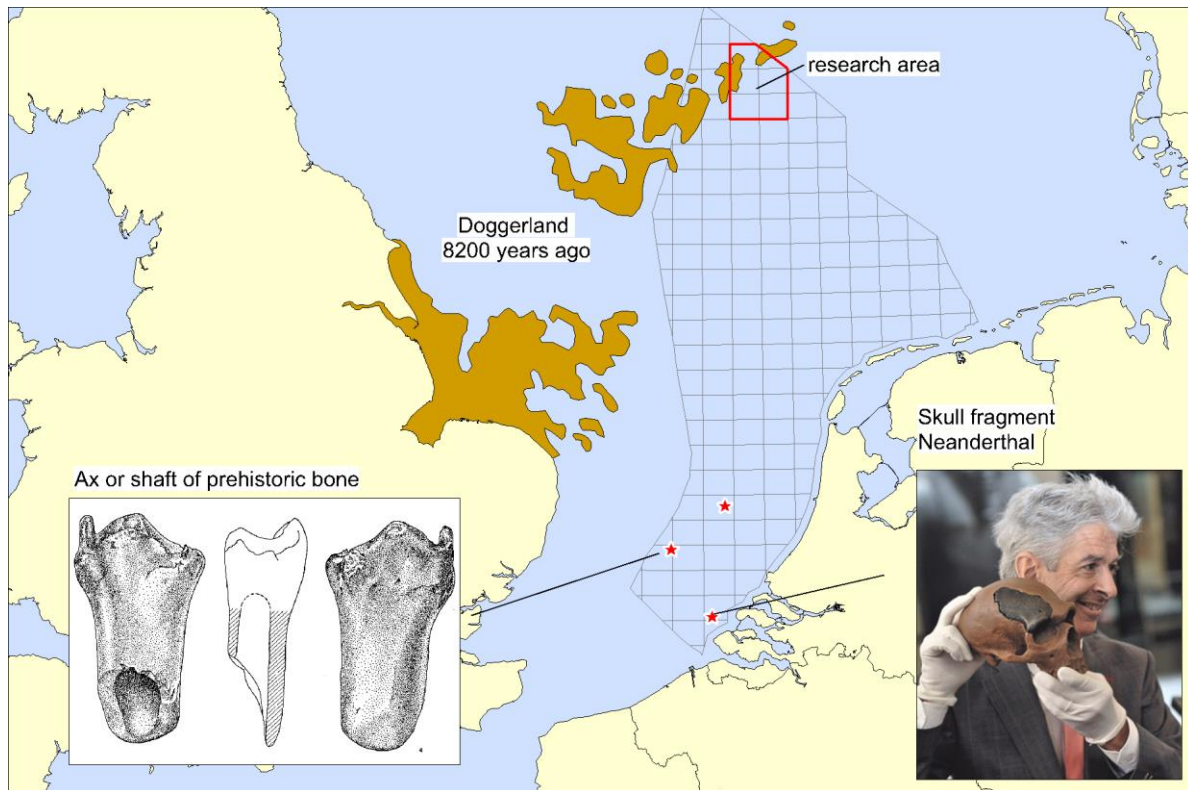 research area
Doggerland
8200 years ago
Skull fragment
Neanderthal
Ax or shaft of prehistoric bone